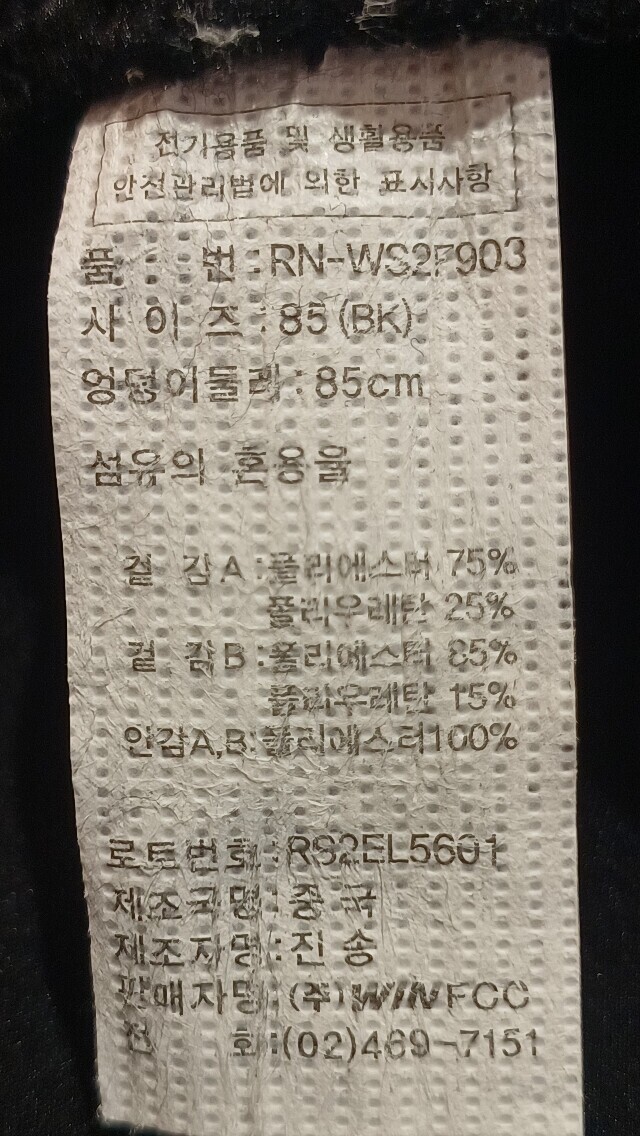 전기용품 및 생활용품
안전관리법에 의한 표시사항
품 번:RN-WS2F903
사 이 즈:85(BK)
엉덩이둘레:85cm
섬유의 혼용율
겉 감A:폴리에스터 75%
폴리우레탄 25%
겉 감B:폴리에스터 85%
폴리우레탄 15%
안감A,B:폴리에스터100%
로트번호:RS2EL5601
제조국명:중 국
제조자명:진 송
판매자명:(주)WINFCC
전 화:(02)469-7151